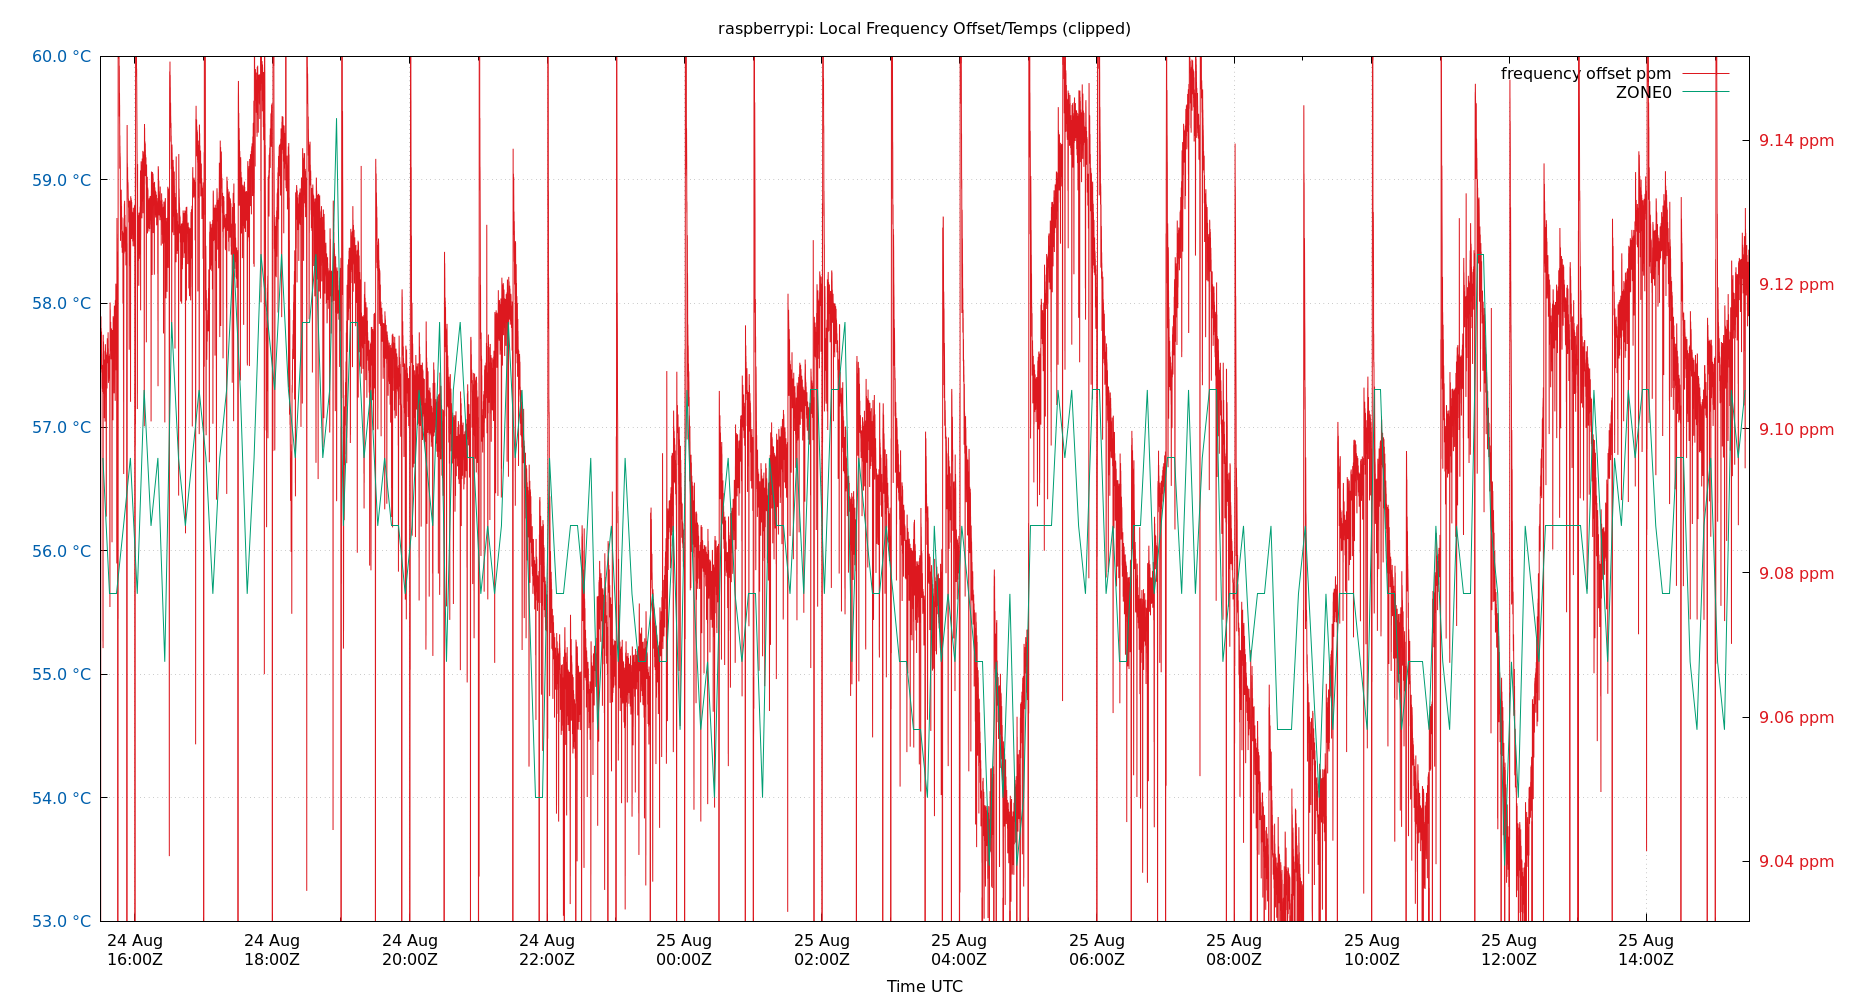 raspberrypi: Local Frequency Offset/Temps (clipped)
60.0 °C
59.0 °C
58.0 °C
57.0 °C
56.0 °C
55.0 °C
54.0 °C
53.0 °C
frequency offset ppm
ZONE0
9.14 ppm
9.12 ppm
9.10 ppm
9.08 ppm
9.06 ppm
9.04 ppm
24 Aug 24 Aug 24 Aug 24 Aug 25 Aug 25 Aug 25 Aug 25 Aug 25 Aug 25 Aug 25 Aug 25 Aug
16:00Z 18:00Z 20:00Z 22:00Z 00:00Z 02:00Z 04:00Z 06:00Z 08:00Z 10:00Z 12:00Z 14:00Z
Time UTC